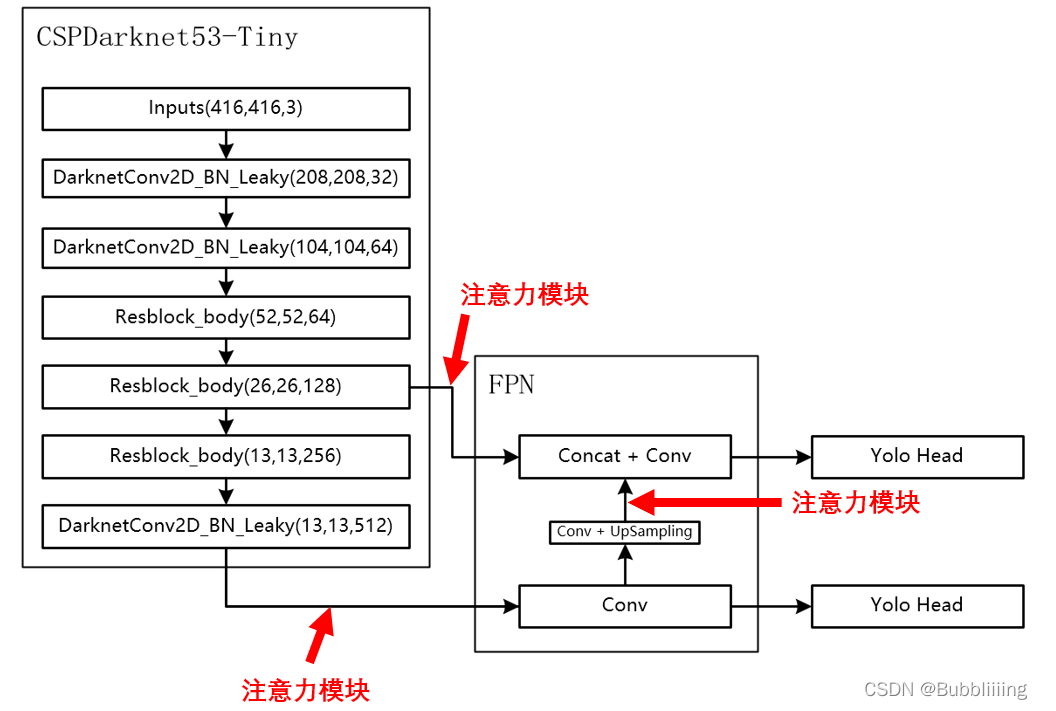 CSPDarknet53-Tiny
Inputs(416,416,3)
DarknetConv2D_BN_Leaky(208,208,32)
DarknetConv2D_BN_Leaky(104,104,64)
Resblock_body(52,52,64)
Resblock_body(26,26,128)
Resblock_body(13,13,256)
DarknetConv2D_BN_Leaky(13,13,512)
注意力模块
注意力模块
FPN
Concat + Conv
注意力模块
Conv + UpSampling
Conv
Yolo Head
Yolo Head
CSDN @Bubbliiiing